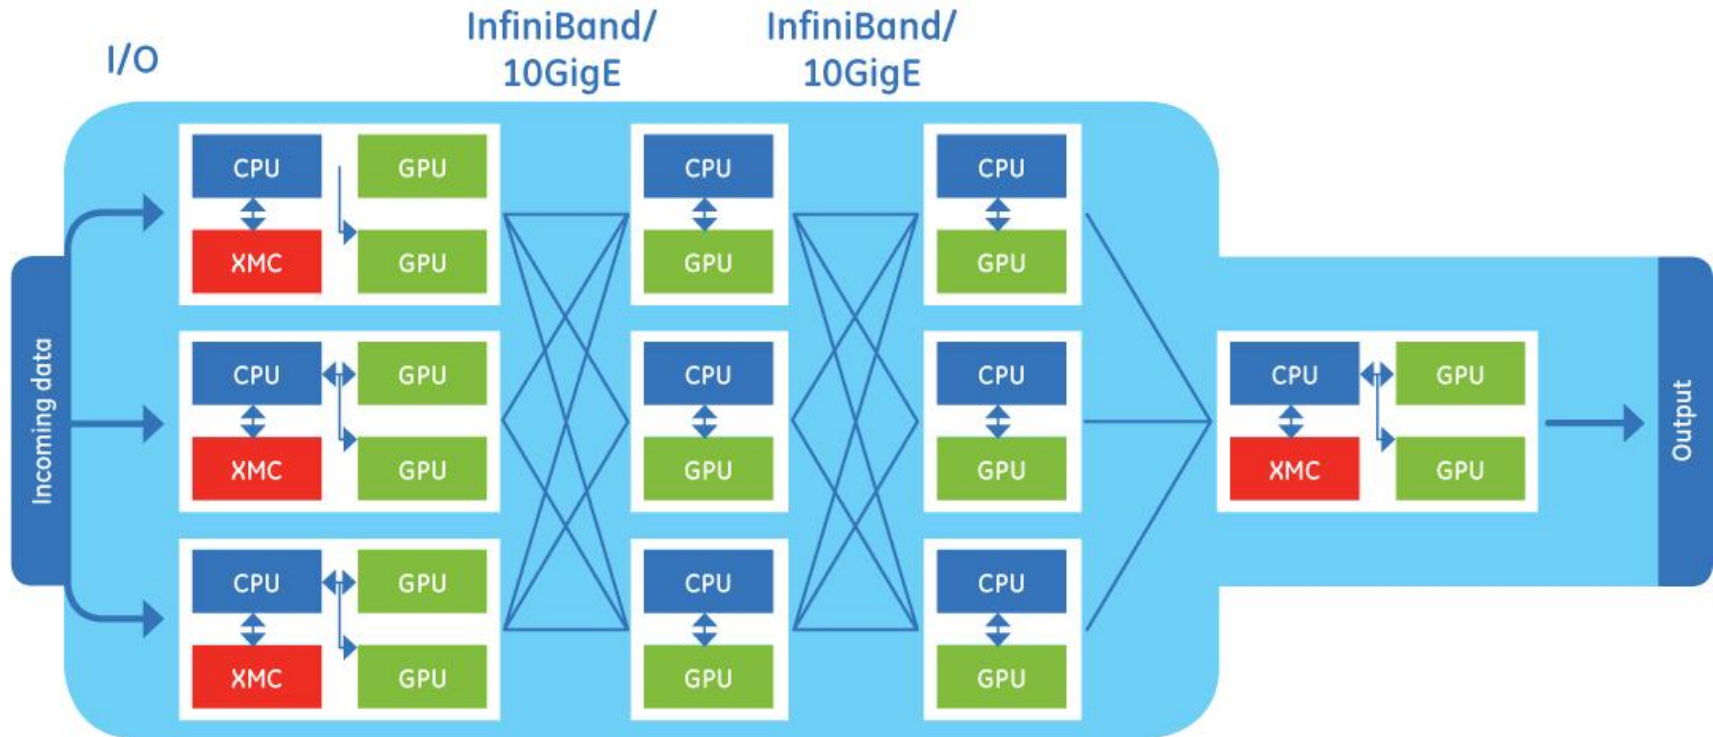 I/O
InfiniBand/
10GigE
InfiniBand/
10GigE
Incoming data
CPU
GPU
XMC
GPU
CPU
GPU
XMC
GPU
CPU
GPU
XMC
GPU
CPU
GPU
CPU
GPU
CPU
GPU
CPU
GPU
CPU
GPU
CPU
GPU
CPU
GPU
XMC
GPU
Output